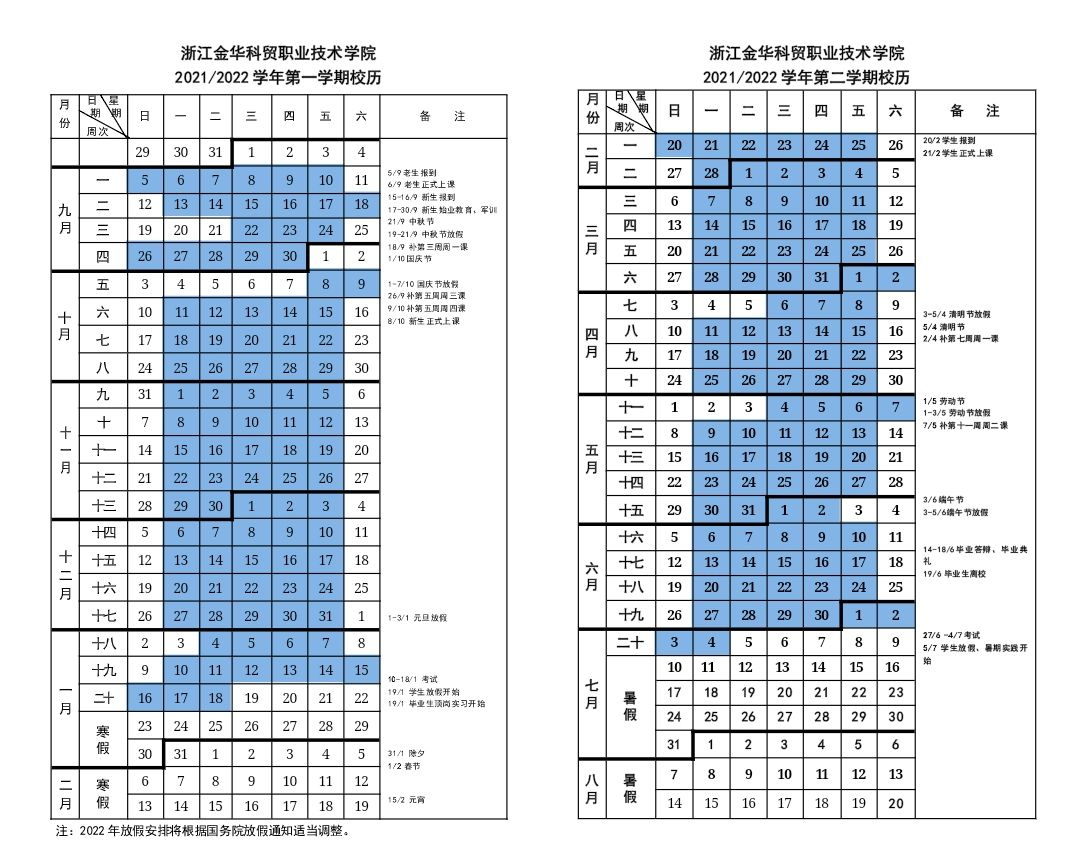 浙江金华科贸职业技术学院
2021/2022 学年第一学期校历
月份 日期 星期 周次 日 一 二 三 四 五 六 备 注
29 30 31 1 2 3 4
九月
一 5 6 7 8 9 10 11
二 12 13 14 15 16 17 18
三 19 20 21 22 23 24 25
四 26 27 28 29 30 1 2
5/9 老生报到
6/9 老生正式上课
15-16/9 新生报到
17-30/9 新生始业教育、军训
21/9 中秋节
19-21/9 中秋节放假
18/9 补第三周周一课
1/10国庆节
十月
五 3 4 5 6 7 8 9
六 10 11 12 13 14 15 16
七 17 18 19 20 21 22 23
八 24 25 26 27 28 29 30
1-7/10 国庆节放假
26/9补第五周周三课
9/10补第五周周四课
8/10 新生正式上课
十一月
九 31 1 2 3 4 5 6
十 7 8 9 10 11 12 13
十一 14 15 16 17 18 19 20
十二 21 22 23 24 25 26 27
十三 28 29 30 1 2 3 4
十二月
十四 5 6 7 8 9 10 11
十五 12 13 14 15 16 17 18
十六 19 20 21 22 23 24 25
十七 26 27 28 29 30 31 1
1-3/1 元旦放假
一月
十八 2 3 4 5 6 7 8
十九 9 10 11 12 13 14 15
二十 16 17 18 19 20 21 22
寒假
23 24 25 26 27 28 29
30 31 1 2 3 4 5
10-18/1 考试
19/1 学生放假开始
19/1 毕业生顶岗实习开始
31/1 除夕
1/2 春节
二月
寒假
6 7 8 9 10 11 12
13 14 15 16 17 18 19
15/2 元宵
注：2022 年放假安排将根据国务院放假通知适当调整。
浙江金华科贸职业技术学院
2021/2022 学年第二学期校历
月份 日期 星期 周次 日 一 二 三 四 五 六 备 注
二月
一 20 21 22 23 24 25 26
二 27 28 1 2 3 4 5
20/2 学生报到
21/2 学生正式上课
三月
三 6 7 8 9 10 11 12
四 13 14 15 16 17 18 19
五 20 21 22 23 24 25 26
六 27 28 29 30 31 1 2
四月
七 3 4 5 6 7 8 9
八 10 11 12 13 14 15 16
九 17 18 19 20 21 22 23
十 24 25 26 27 28 29 30
3-5/4 清明节放假
5/4 清明节
2/4 补第七周周一课
五月
十一 1 2 3 4 5 6 7
十二 8 9 10 11 12 13 14
十三 15 16 17 18 19 20 21
十四 22 23 24 25 26 27 28
十五 29 30 31 1 2 3 4
1/5 劳动节
1-3/5 劳动节放假
7/5 补第十一周周二课
3/6 端午节
3-5/6端午节放假
六月
十六 5 6 7 8 9 10 11
十七 12 13 14 15 16 17 18
十八 19 20 21 22 23 24 25
十九 26 27 28 29 30 1 2
14-18/6 毕业答辩、毕业典
礼
19/6 毕业生离校
七月
二十 3 4 5 6 7 8 9
暑假
10 11 12 13 14 15 16
17 18 19 20 21 22 23
24 25 26 27 28 29 30
31 1 2 3 4 5 6
27/6 -4/7考试
5/7 学生放假、暑期实践开
始
八月
暑假
7 8 9 10 11 12 13
14 15 16 17 18 19 20